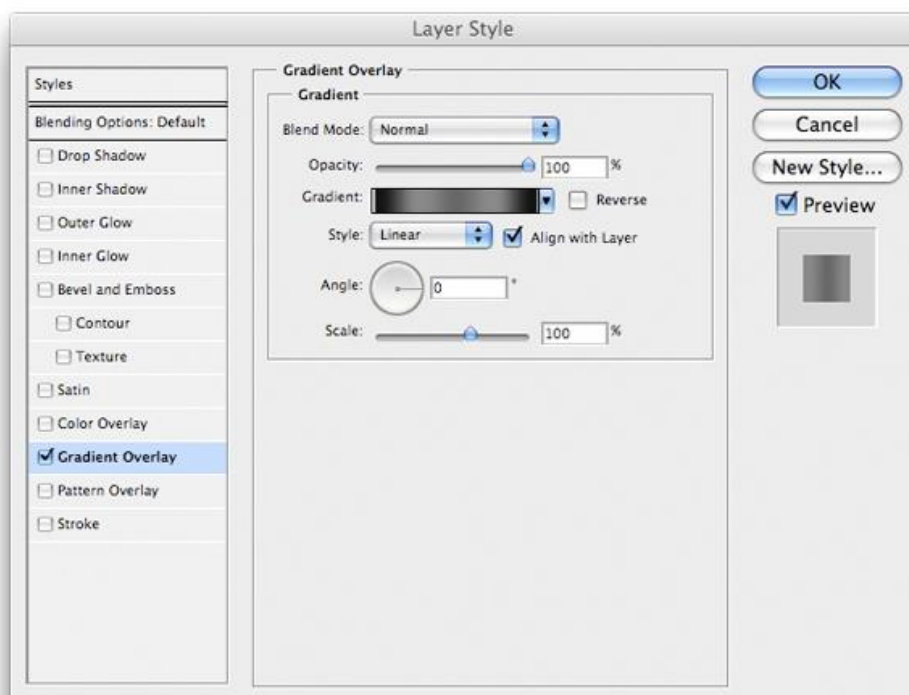 Layer Style
Styles
Blending Options: Default
Drop Shadow
Inner Shadow
Outer Glow
Inner Glow
Bevel and Emboss
Contour
Texture
Satin
Color Overlay
Gradient Overlay
Pattern Overlay
Stroke
Gradient Overlay
Gradient
Blend Mode: Normal
Opacity: 100 %
Gradient: Reverse
Style: Linear Align with Layer
Angle: 0 °
Scale: 100 %
OK
Cancel
New Style...
Preview